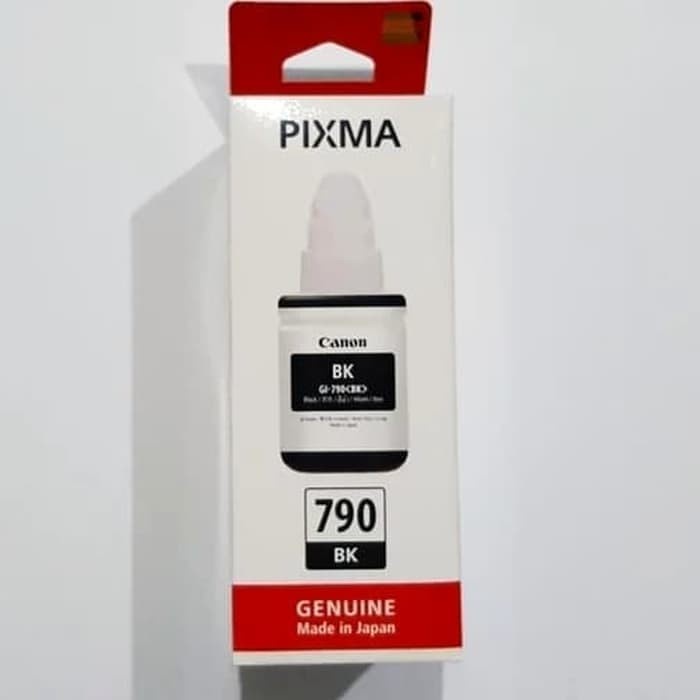 PIXMA
Canon
BK
GI-790<BK>
790
BK
GENUINE
Made in Japan